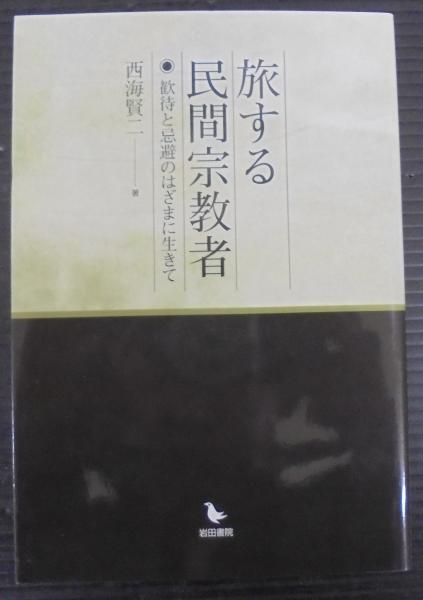 旅する
民間宗教者
◉歓待と忌避のはざまに生きて
西海賢二──著
岩田書院